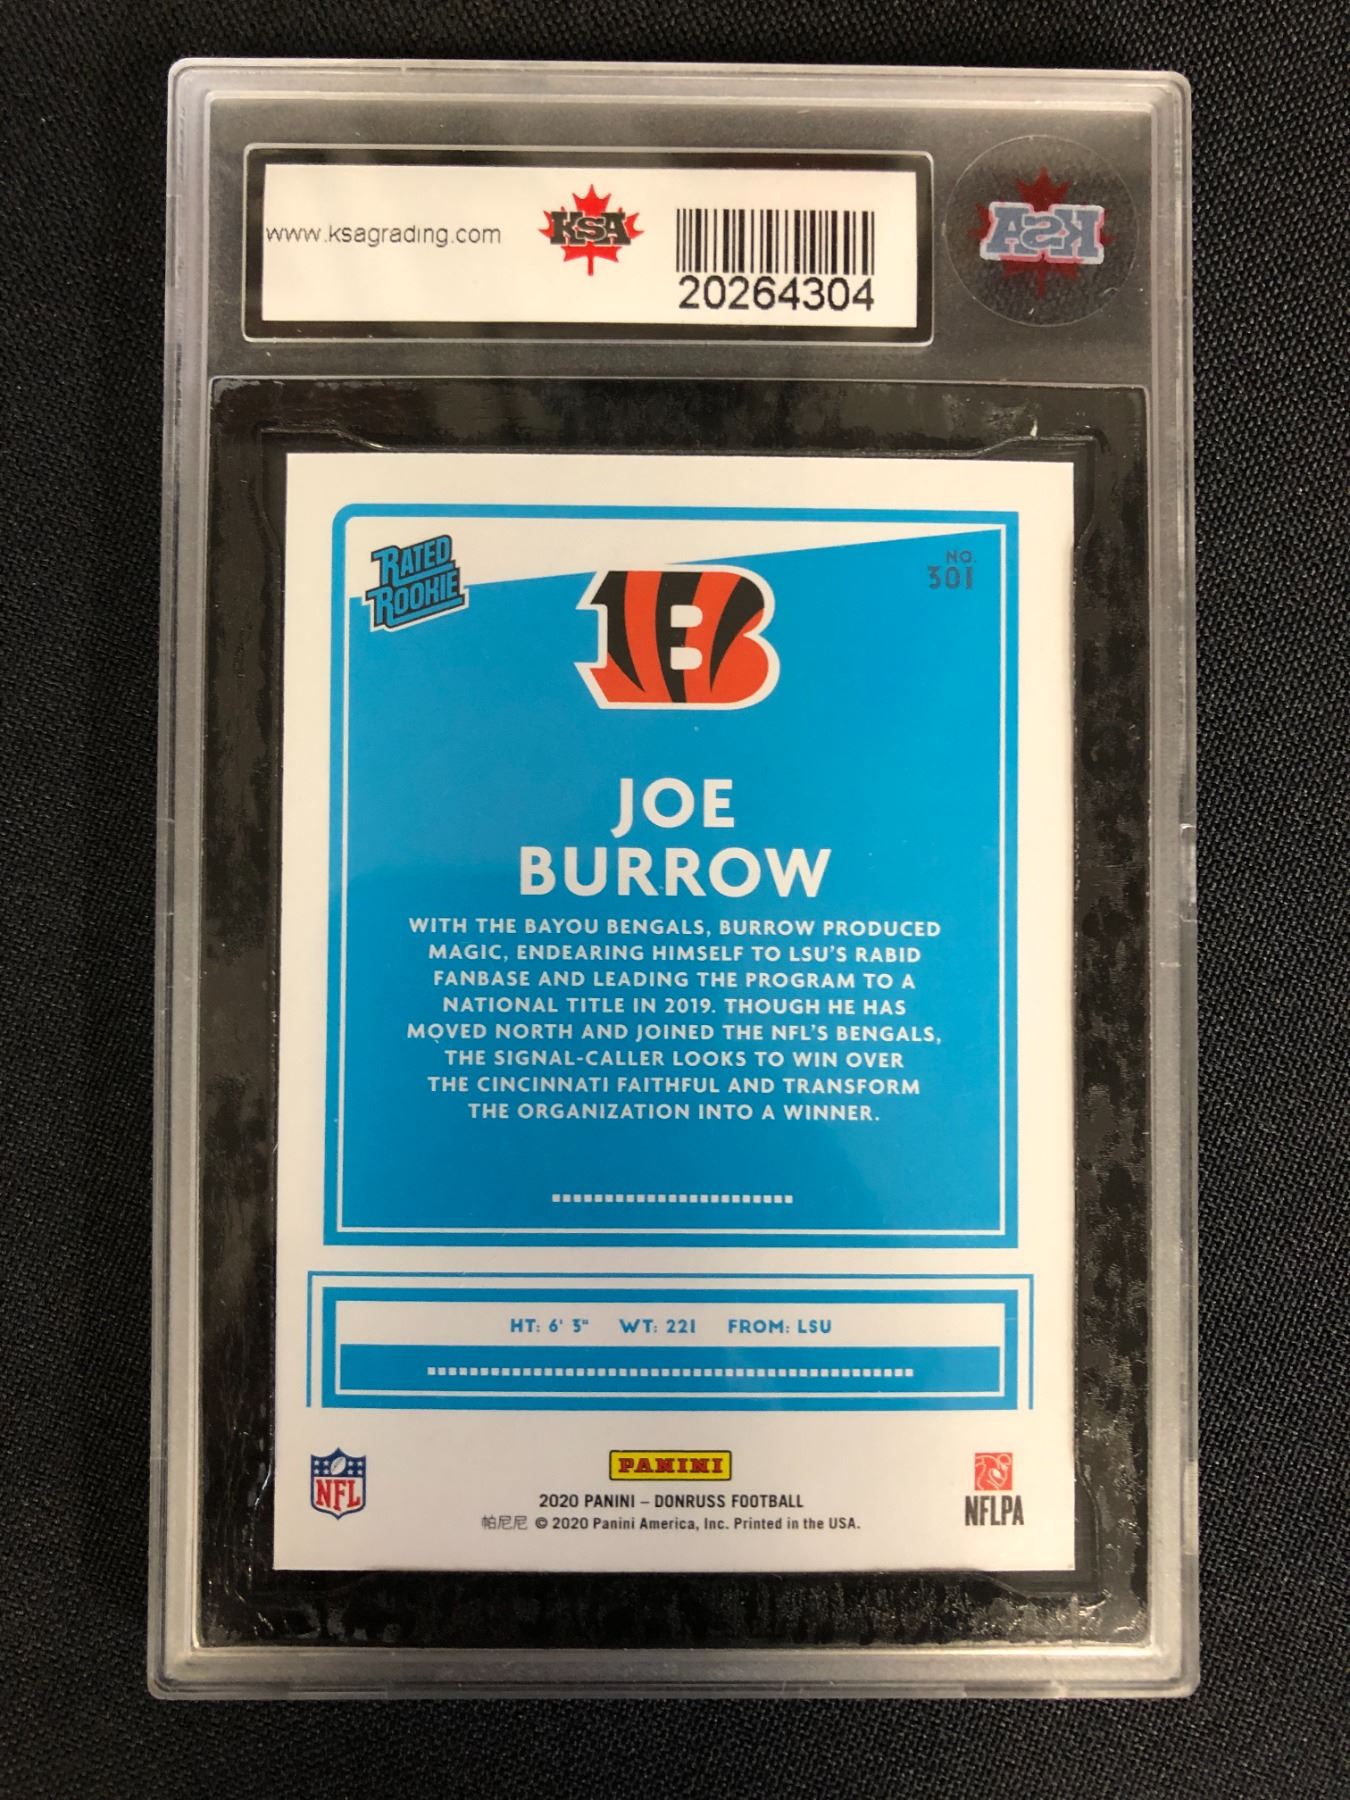 www.ksagrading.com
KSA
20264304
KSA
RATED
ROOKIE
NO.
301
B
JOE
BURROW
WITH THE BAYOU BENGALS, BURROW PRODUCED
MAGIC, ENDEARING HIMSELF TO LSU'S RABID
FANBASE AND LEADING THE PROGRAM TO A
NATIONAL TITLE IN 2019. THOUGH HE HAS
MOVED NORTH AND JOINED THE NFL'S BENGALS,
THE SIGNAL-CALLER LOOKS TO WIN OVER
THE CINCINNATI FAITHFUL AND TRANSFORM
THE ORGANIZATION INTO A WINNER.
HT: 6' 3" WT: 221 FROM: LSU
NFL
PANINI
NFLPA
2020 PANINI – DONRUSS FOOTBALL
帕尼尼 © 2020 Panini America, Inc. Printed in the USA.